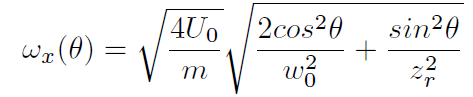 ω_x(θ) = √(4U_0/m) √(2cos²θ/w_0² + sin²θ/z_r²)